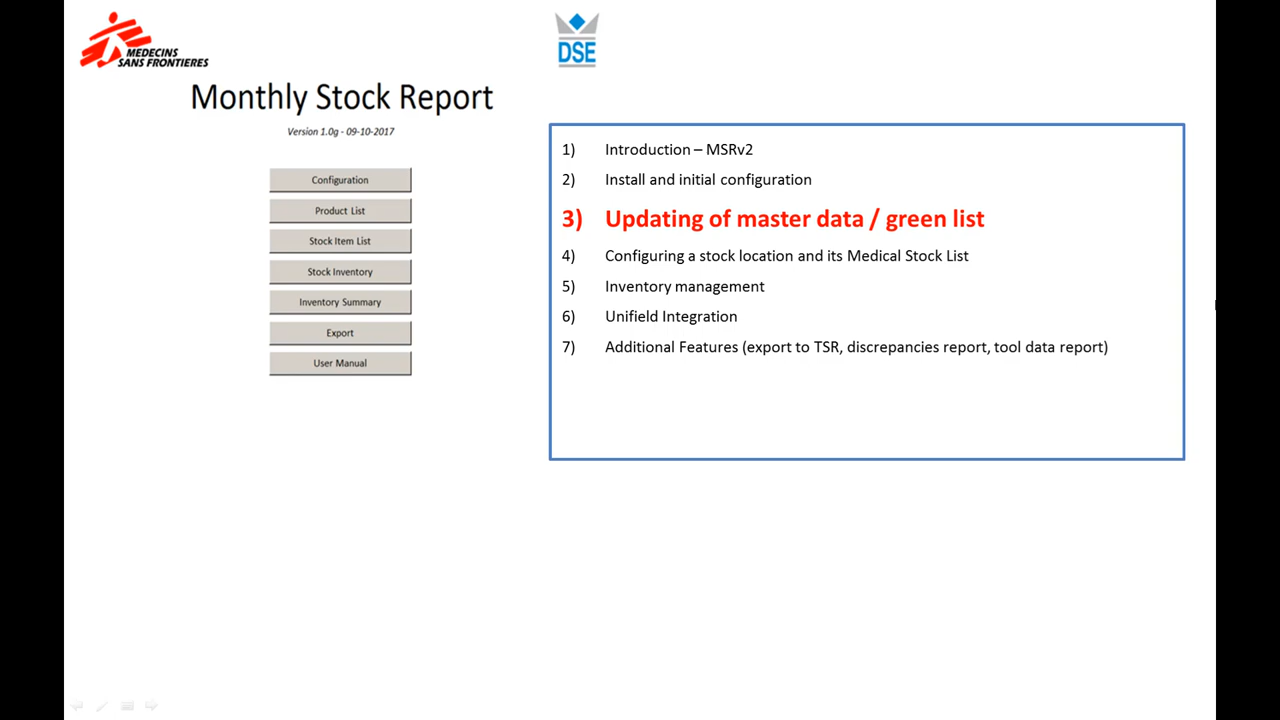 MEDECINS
SANS FRONTIERES
DSE
Monthly Stock Report
Version 1.0g - 09-10-2017
Configuration
Product List
Stock Item List
Stock Inventory
Inventory Summary
Export
User Manual
1) Introduction – MSRv2
2) Install and initial configuration
3) Updating of master data / green list
4) Configuring a stock location and its Medical Stock List
5) Inventory management
6) Unifield Integration
7) Additional Features (export to TSR, discrepancies report, tool data report)